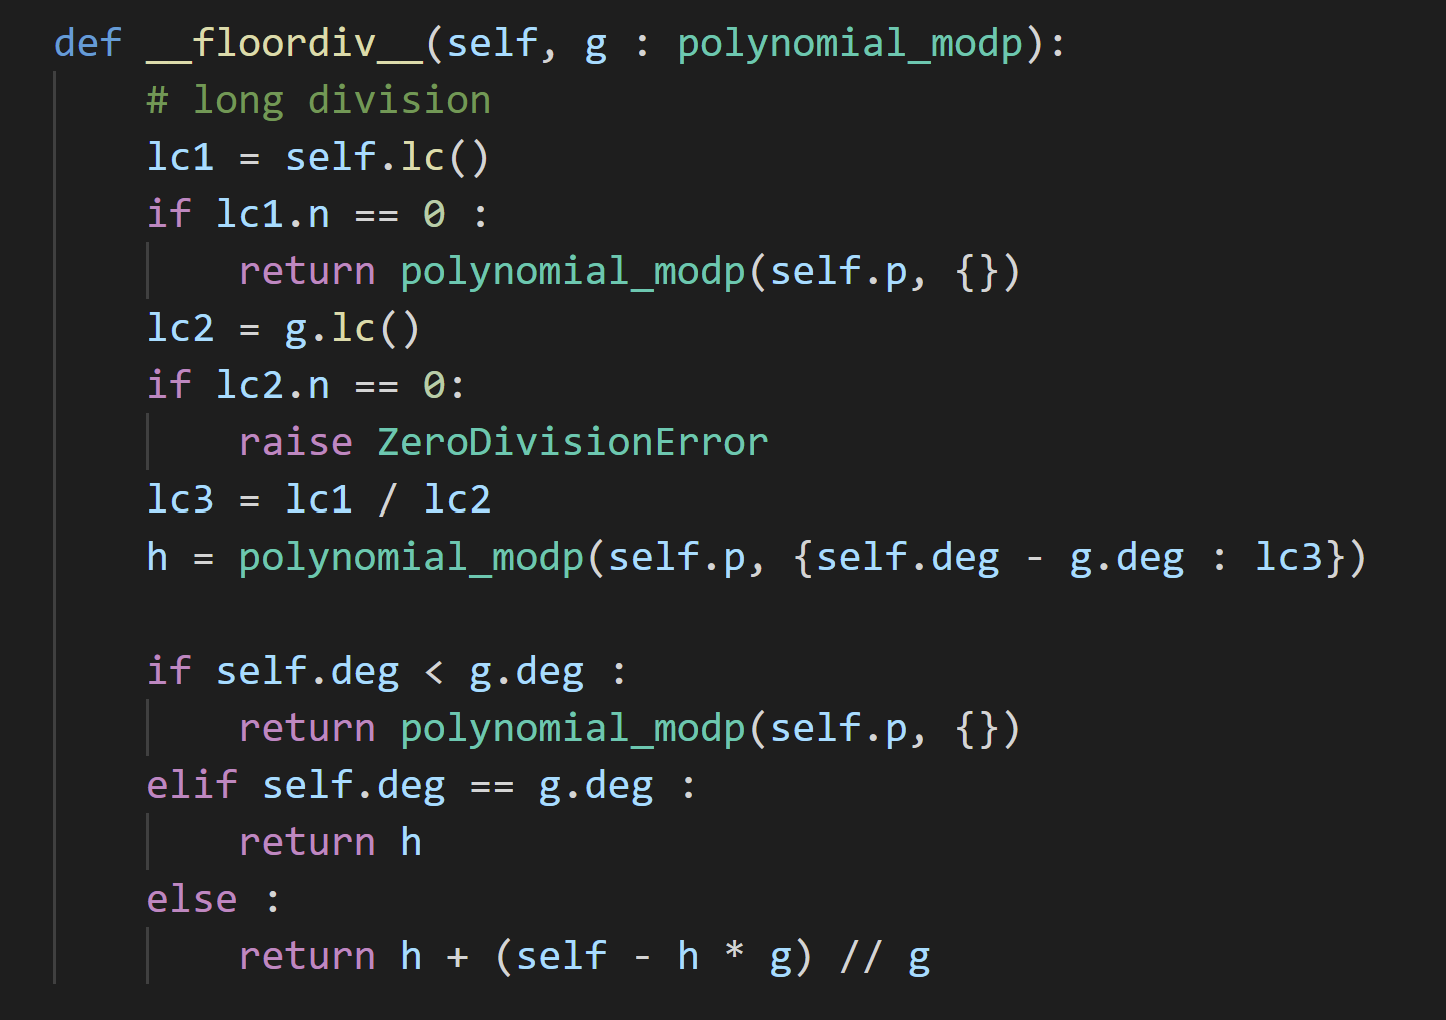 def __floordiv__(self, g : polynomial_modp):
    # long division
    lc1 = self.lc()
    if lc1.n == 0 :
        return polynomial_modp(self.p, {})
    lc2 = g.lc()
    if lc2.n == 0:
        raise ZeroDivisionError
    lc3 = lc1 / lc2
    h = polynomial_modp(self.p, {self.deg - g.deg : lc3})

    if self.deg < g.deg :
        return polynomial_modp(self.p, {})
    elif self.deg == g.deg :
        return h
    else :
        return h + (self - h * g) // g